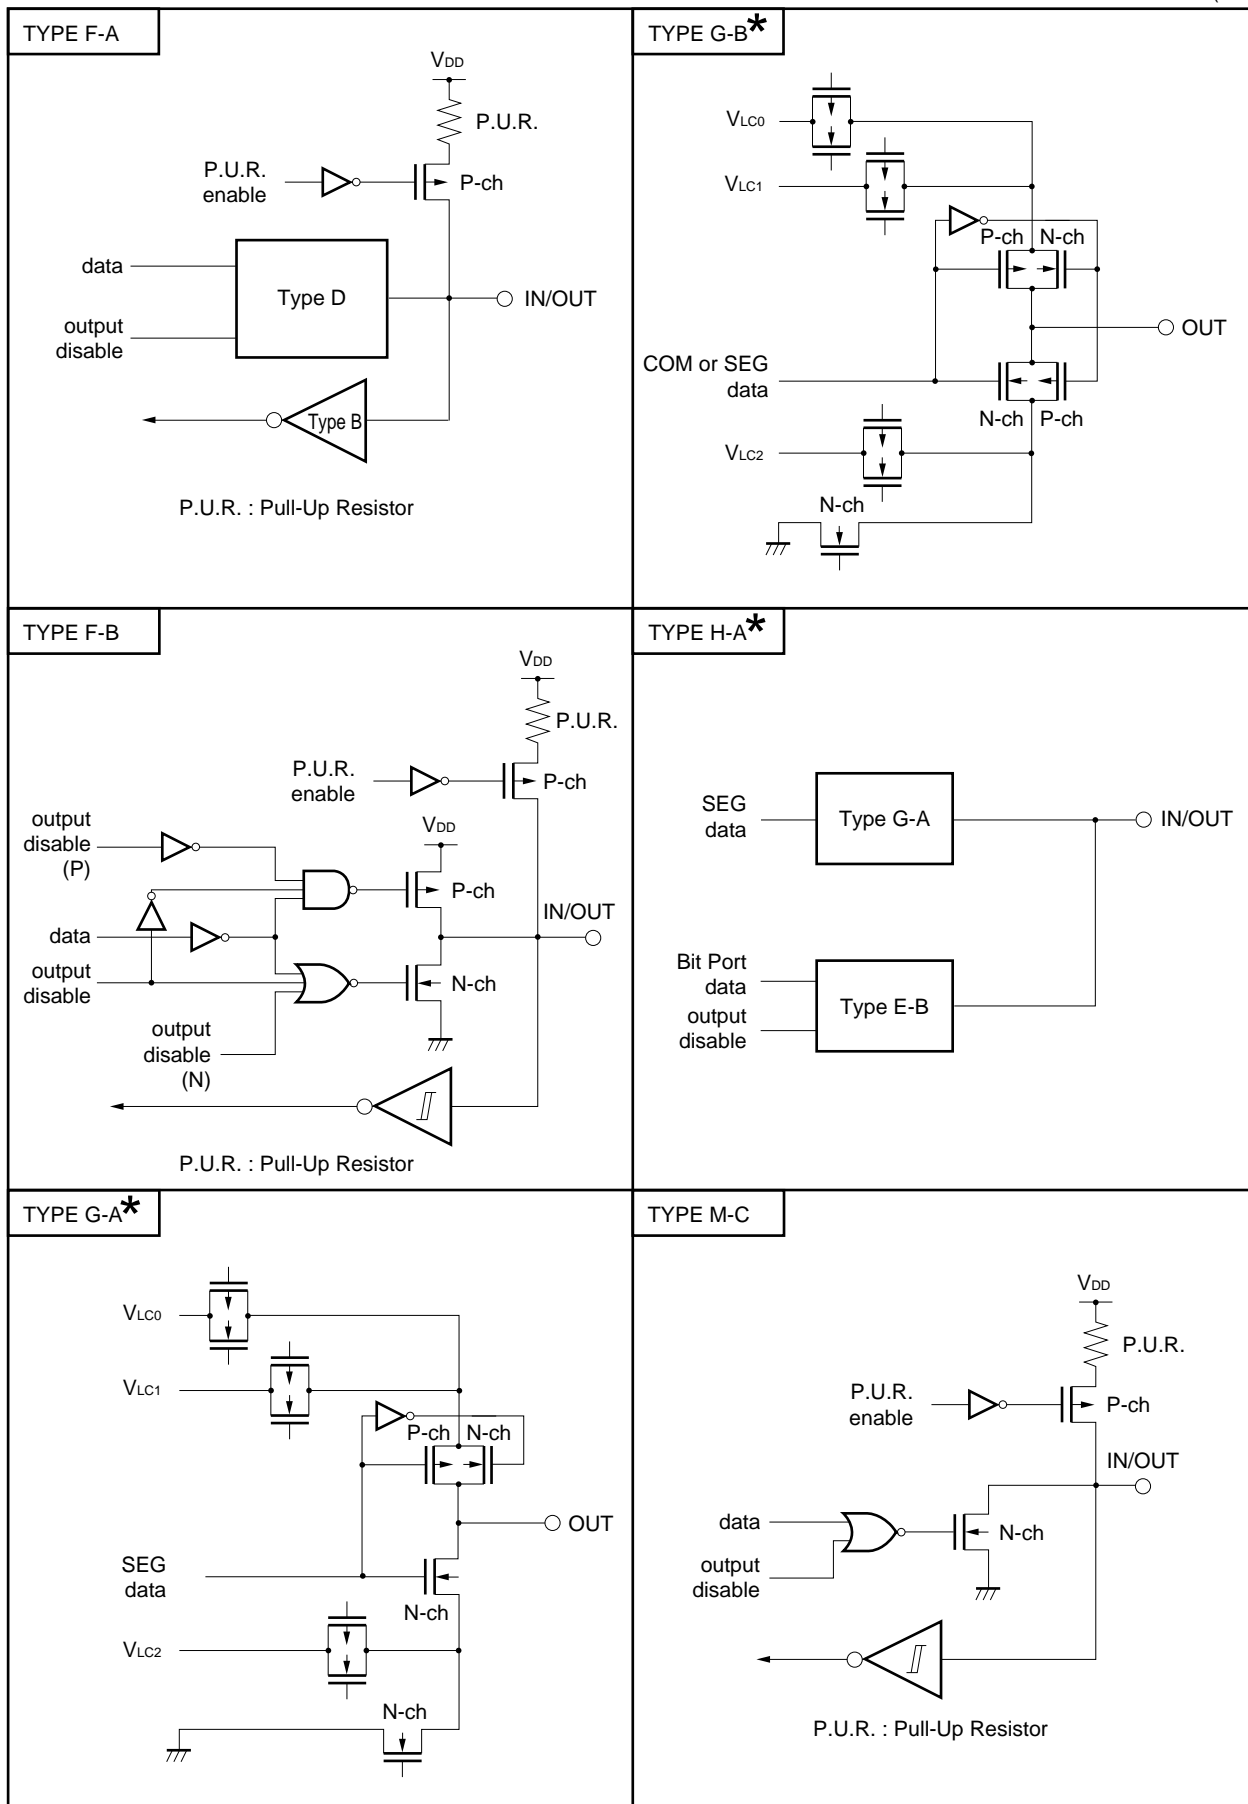 (
TYPE F-A
VDD
P.U.R.
P.U.R.
enable
P-ch
data
Type D
IN/OUT
output
disable
Type B
P.U.R. : Pull-Up Resistor
TYPE G-B*
VLC0
VLC1
P-ch N-ch
OUT
COM or SEG
data
N-ch P-ch
VLC2
N-ch
TYPE F-B
VDD
P.U.R.
P.U.R.
enable
P-ch
output
disable
(P)
VDD
P-ch
IN/OUT
data
output
disable
N-ch
output
disable
(N)
P.U.R. : Pull-Up Resistor
TYPE H-A*
SEG
data
Type G-A
IN/OUT
Bit Port
data
Type E-B
output
disable
TYPE G-A*
VLC0
VLC1
P-ch N-ch
OUT
SEG
data
N-ch
VLC2
N-ch
TYPE M-C
VDD
P.U.R.
P.U.R.
enable
P-ch
IN/OUT
data
N-ch
output
disable
P.U.R. : Pull-Up Resistor